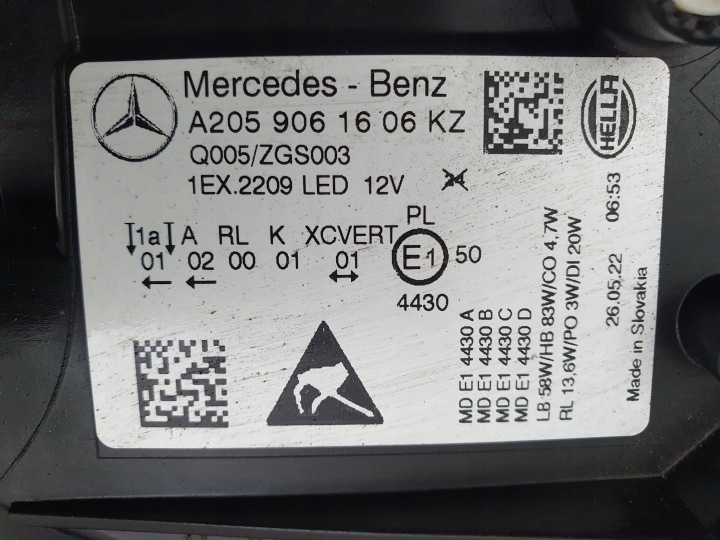 Mercedes - Benz
A205 906 16 06 KZ
Q005/ZGS003
1EX.2209 LED 12V 24
HELLA
1a A RL K XCVERT PL
01 02 00 01 01 E1 50
4430
MD E1 4430 A
MD E1 4430 B
MD E1 4430 C
MD E1 4430 D
LB 58W/HB 83W/CO 4,7W
RL 13,6W/PO 3W/DI 20W
26.05.22 06:53
Made in Slovakia